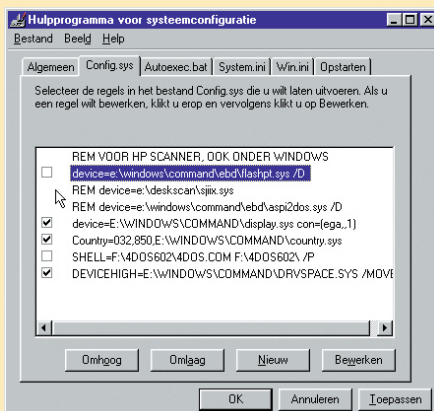 Hulpprogramma voor systeemconfiguratie
Bestand Beeld Help
Algemeen Config.sys Autoexec.bat System.ini Win.ini Opstarten
Selecteer de regels in het bestand Config.sys die u wilt laten uitvoeren. Als u
een regel wilt bewerken, klikt u erop en vervolgens klikt u op Bewerken.
REM VOOR HP SCANNER, OOK ONDER WINDOWS
device=e:\windows\command\ebd\flashpt.sys /D
REM device=e:\deskscan\sjiix.sys
REM device=e:\windows\command\ebd\aspi2dos.sys /D
device=E:\WINDOWS\COMMAND\display.sys con=(ega,,1)
Country=032,850,E:\WINDOWS\COMMAND\country.sys
SHELL=F:\4DOS602\4DOS.COM F:\4DOS602\ /P
DEVICEHIGH=E:\WINDOWS\COMMAND\DRVSPACE.SYS /MOVE
Omhoog Omlaag Nieuw Bewerken
OK Annuleren Toepassen